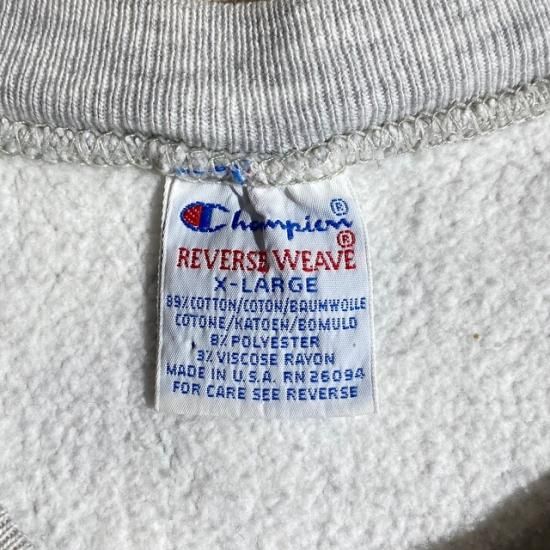 Champion®
REVERSE WEAVE®
X-LARGE
89% COTTON/COTON/BAUMWOLLE
COTONE/KATOEN/BOMULD
8% POLYESTER
3% VISCOSE RAYON
MADE IN U.S.A. RN 26094
FOR CARE SEE REVERSE